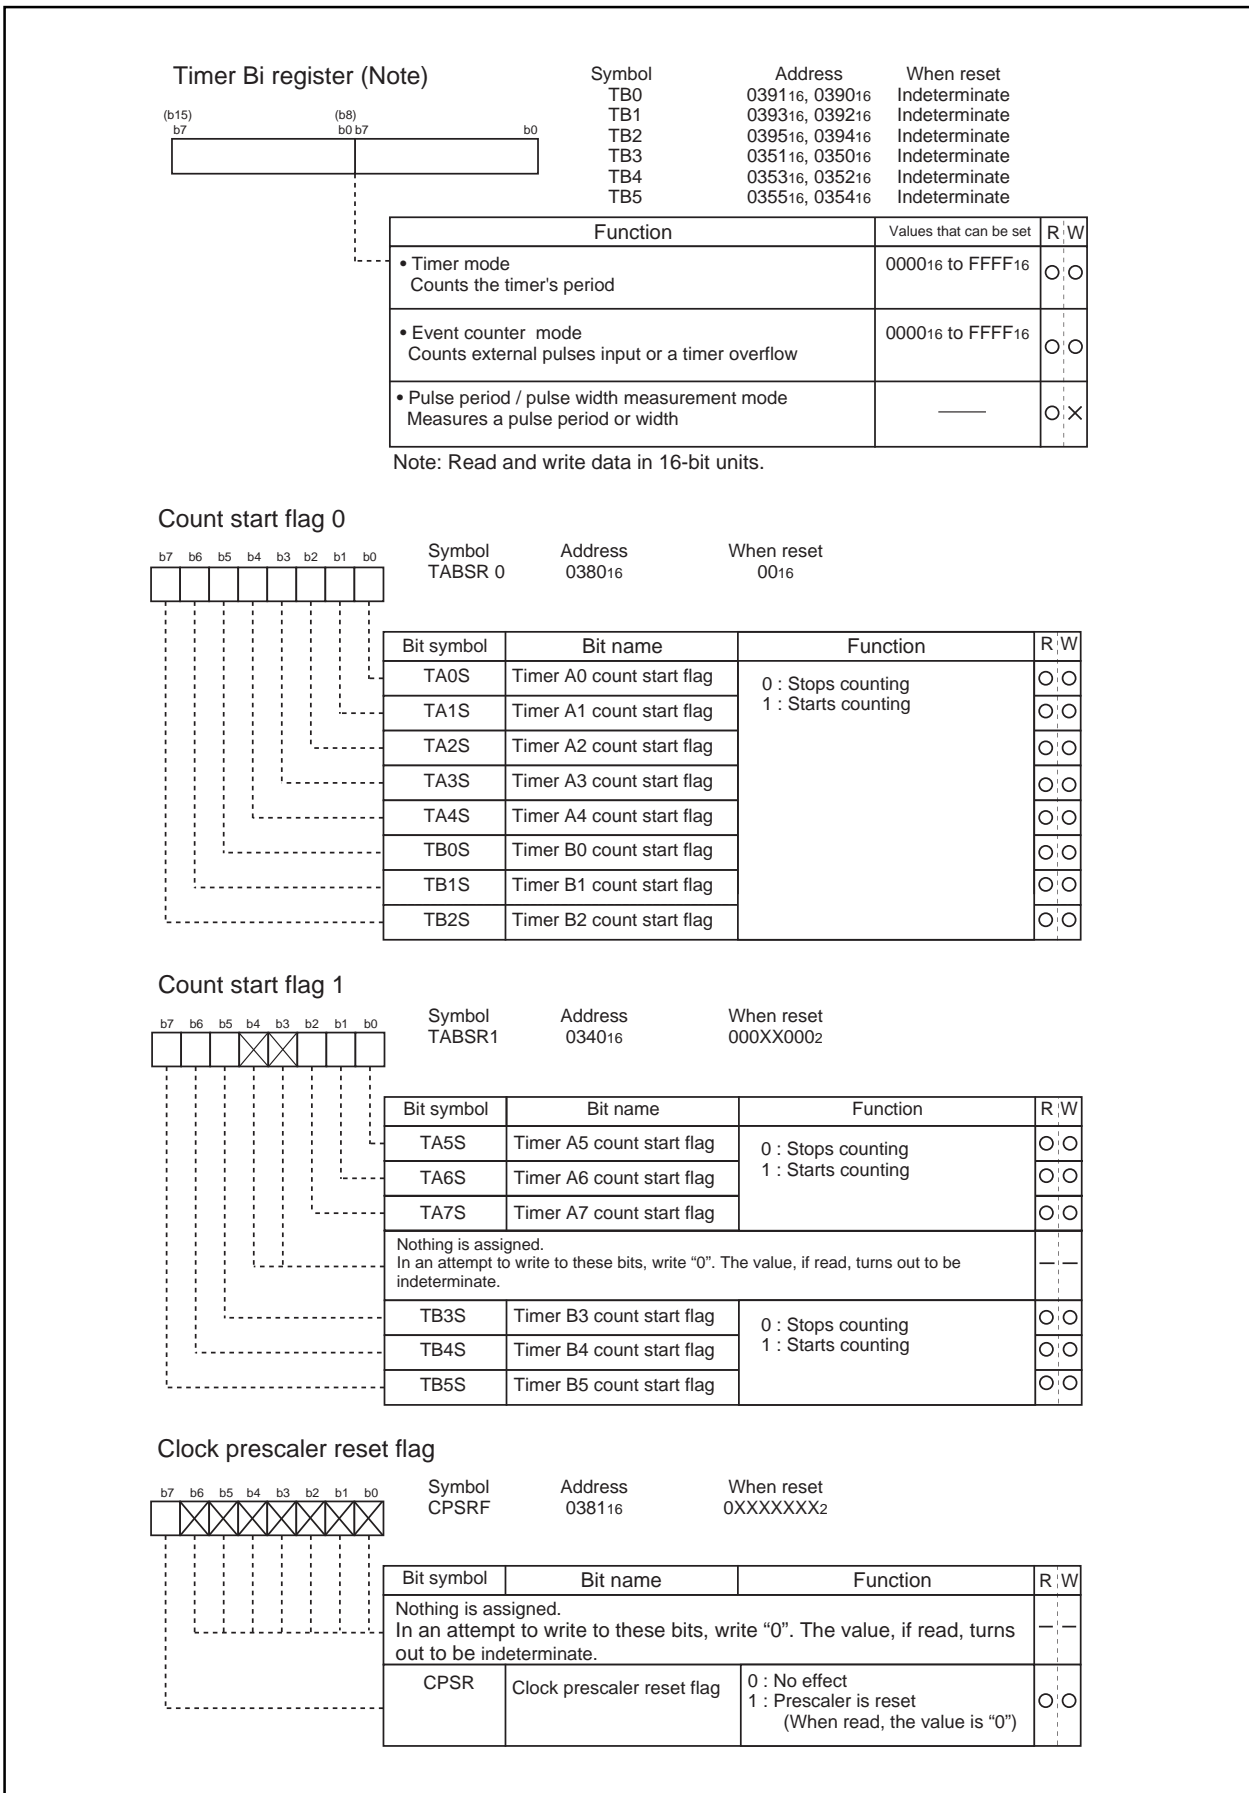 Timer Bi register (Note)
Symbol Address When reset
TB0 039116, 039016 Indeterminate
TB1 039316, 039216 Indeterminate
TB2 039516, 039416 Indeterminate
TB3 035116, 035016 Indeterminate
TB4 035316, 035216 Indeterminate
TB5 035516, 035416 Indeterminate
(b15) (b8)
b7 b0 b7 b0
Function Values that can be set R W
• Timer mode 000016 to FFFF16
Counts the timer's period
• Event counter mode 000016 to FFFF16
Counts external pulses input or a timer overflow
• Pulse period / pulse width measurement mode
Measures a pulse period or width
Note: Read and write data in 16-bit units.
Count start flag 0
b7 b6 b5 b4 b3 b2 b1 b0
Symbol Address When reset
TABSR 0 038016 0016
Bit symbol Bit name Function R W
TA0S Timer A0 count start flag 0 : Stops counting
1 : Starts counting
TA1S Timer A1 count start flag
TA2S Timer A2 count start flag
TA3S Timer A3 count start flag
TA4S Timer A4 count start flag
TB0S Timer B0 count start flag
TB1S Timer B1 count start flag
TB2S Timer B2 count start flag
Count start flag 1
b7 b6 b5 b4 b3 b2 b1 b0
Symbol Address When reset
TABSR1 034016 000XX0002
Bit symbol Bit name Function R W
TA5S Timer A5 count start flag 0 : Stops counting
1 : Starts counting
TA6S Timer A6 count start flag
TA7S Timer A7 count start flag
Nothing is assigned.
In an attempt to write to these bits, write “0”. The value, if read, turns out to be
indeterminate.
TB3S Timer B3 count start flag 0 : Stops counting
1 : Starts counting
TB4S Timer B4 count start flag
TB5S Timer B5 count start flag
Clock prescaler reset flag
b7 b6 b5 b4 b3 b2 b1 b0
Symbol Address When reset
CPSRF 038116 0XXXXXXX2
Bit symbol Bit name Function R W
Nothing is assigned.
In an attempt to write to these bits, write “0”. The value, if read, turns
out to be indeterminate.
CPSR Clock prescaler reset flag 0 : No effect
1 : Prescaler is reset
(When read, the value is “0”)